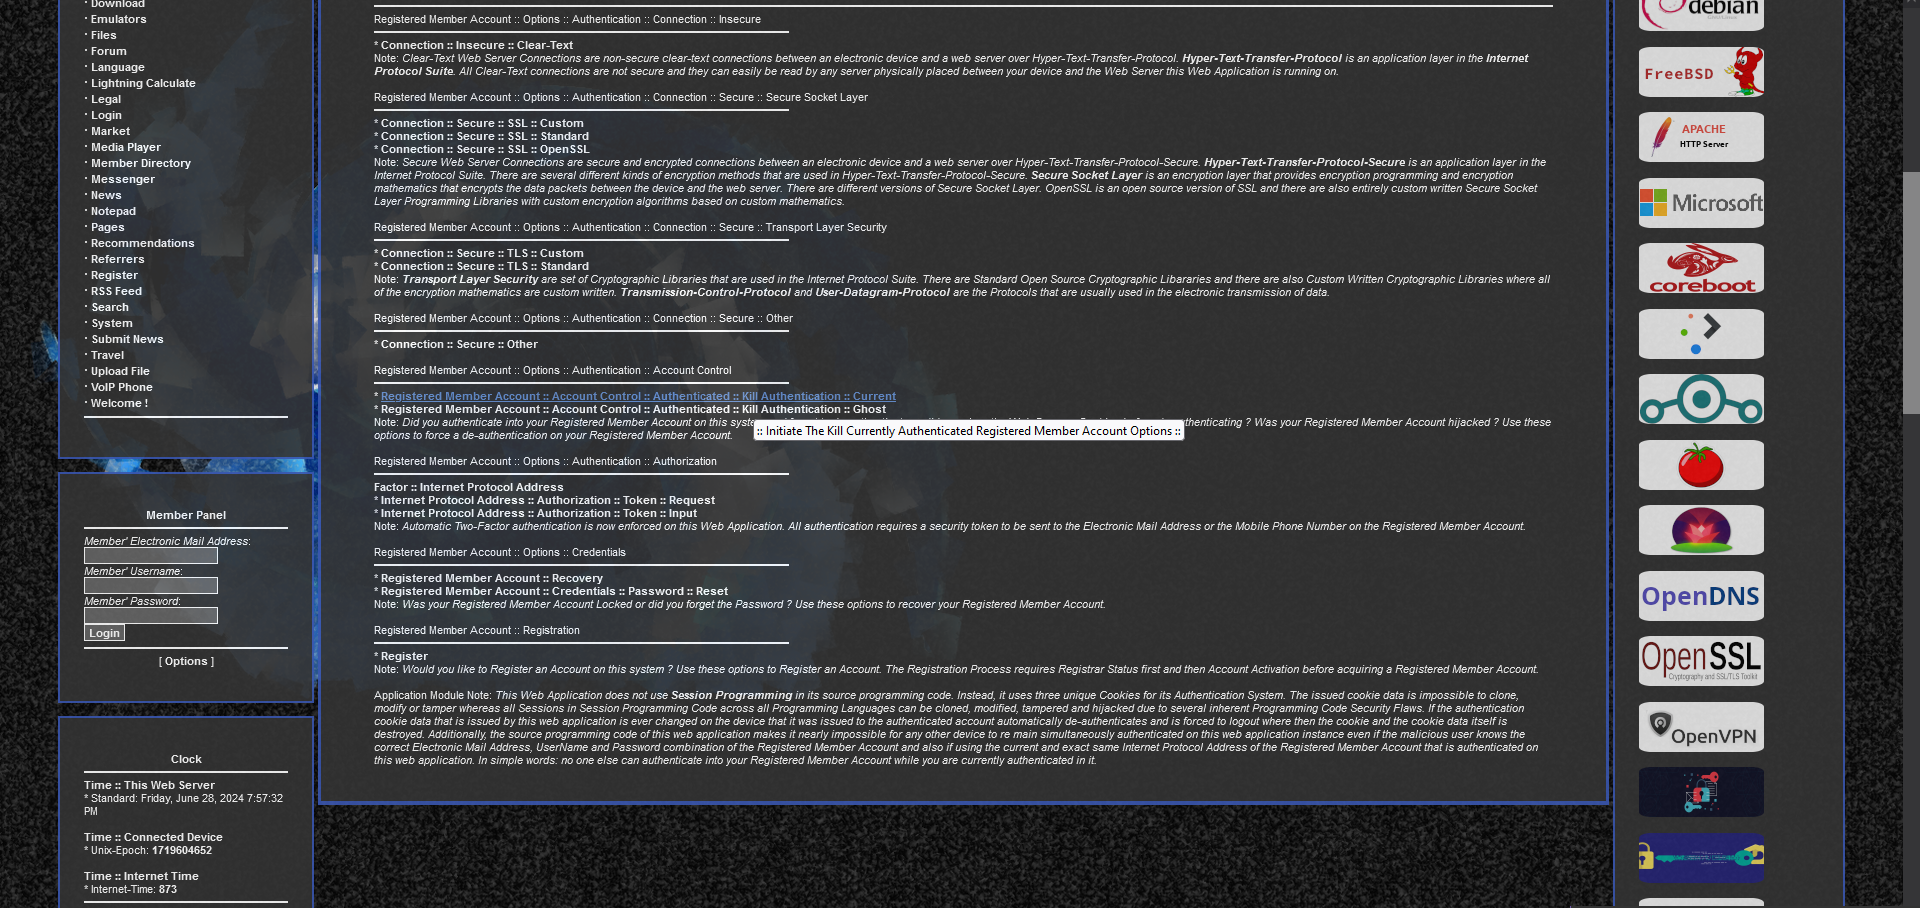 · Download
· Emulators
· Files
· Forum
· Language
· Lightning Calculate
· Legal
· Login
· Market
· Media Player
· Member Directory
· Messenger
· News
· Notepad
· Pages
· Recommendations
· Referrers
· Register
· RSS Feed
· Search
· System
· Submit News
· Travel
· Upload File
· VoIP Phone
· Welcome !
Member Panel
Member' Electronic Mail Address:
Member' Username:
Member' Password:
Login
[ Options ]
Clock
Time :: This Web Server
* Standard: Friday, June 28, 2024 7:57:32
PM
Time :: Connected Device
* Unix-Epoch: 1719604652
Time :: Internet Time
* Internet-Time: 873
Registered Member Account :: Options :: Authentication :: Connection :: Insecure
* Connection :: Insecure :: Clear-Text
Note: Clear-Text Web Server Connections are non-secure clear-text connections between an electronic device and a web server over Hyper-Text-Transfer-Protocol. Hyper-Text-Transfer-Protocol is an application layer in the Internet
Protocol Suite. All Clear-Text connections are not secure and they can easily be read by any server physically placed between your device and the Web Server this Web Application is running on.
Registered Member Account :: Options :: Authentication :: Connection :: Secure :: Secure Socket Layer
* Connection :: Secure :: SSL :: Custom
* Connection :: Secure :: SSL :: Standard
* Connection :: Secure :: SSL :: OpenSSL
Note: Secure Web Server Connections are secure and encrypted connections between an electronic device and a web server over Hyper-Text-Transfer-Protocol-Secure. Hyper-Text-Transfer-Protocol-Secure is an application layer in the
Internet Protocol Suite. There are several different kinds of encryption methods that are used in Hyper-Text-Transfer-Protocol-Secure. Secure Socket Layer is an encryption layer that provides encryption programming and encryption
mathematics that encrypts the data packets between the device and the web server. There are different versions of Secure Socket Layer. OpenSSL is an open source version of SSL and there are also entirely custom written Secure Socket
Layer Programming Libraries with custom encryption algorithms based on custom mathematics.
Registered Member Account :: Options :: Authentication :: Connection :: Secure :: Transport Layer Security
* Connection :: Secure :: TLS :: Custom
* Connection :: Secure :: TLS :: Standard
Note: Transport Layer Security are set of Cryptographic Libraries that are used in the Internet Protocol Suite. There are Standard Open Source Cryptographic Libararies and there are also Custom Written Cryptographic Libraries where all
of the encryption mathematics are custom written. Transmission-Control-Protocol and User-Datagram-Protocol are the Protocols that are usually used in the electronic transmission of data.
Registered Member Account :: Options :: Authentication :: Connection :: Secure :: Other
* Connection :: Secure :: Other
Registered Member Account :: Options :: Authentication :: Account Control
* Registered Member Account :: Account Control :: Authenticated :: Kill Authentication :: Current
* Registered Member Account :: Account Control :: Authenticated :: Kill Authentication :: Ghost
Note: Did you authenticate into your Registered Member Account on this syste thenticating ? Was your Registered Member Account hijacked ? Use these
:: Initiate The Kill Currently Authenticated Registered Member Account Options ::
options to force a de-authentication on your Registered Member Account.
Registered Member Account :: Options :: Authentication :: Authorization
Factor :: Internet Protocol Address
* Internet Protocol Address :: Authorization :: Token :: Request
* Internet Protocol Address :: Authorization :: Token :: Input
Note: Automatic Two-Factor authentication is now enforced on this Web Application. All authentication requires a security token to be sent to the Electronic Mail Address or the Mobile Phone Number on the Registered Member Account.
Registered Member Account :: Options :: Credentials
* Registered Member Account :: Recovery
* Registered Member Account :: Credentials :: Password :: Reset
Note: Was your Registered Member Account Locked or did you forget the Password ? Use these options to recover your Registered Member Account.
Registered Member Account :: Registration
* Register
Note: Would you like to Register an Account on this system ? Use these options to Register an Account. The Registration Process requires Registrar Status first and then Account Activation before acquiring a Registered Member Account.
Application Module Note: This Web Application does not use Session Programming in its source programming code. Instead, it uses three unique Cookies for its Authentication System. The issued cookie data is impossible to clone,
modify or tamper whereas all Sessions in Session Programming Code across all Programming Languages can be cloned, modified, tampered and hijacked due to several inherent Programming Code Security Flaws. If the authentication
cookie data that is issued by this web application is ever changed on the device that it was issued to the authenticated account automatically de-authenticates and is forced to logout where then the cookie and the cookie data itself is
destroyed. Additionally, the source programming code of this web application makes it nearly impossible for any other device to re main simultaneously authenticated on this web application instance even if the malicious user knows the
correct Electronic Mail Address, UserName and Password combination of the Registered Member Account and also if using the current and exact same Internet Protocol Address of the Registered Member Account that is authenticated on
this web application. In simple words: no one else can authenticate into your Registered Member Account while you are currently authenticated in it.
debian
FreeBSD
APACHE
HTTP Server
Microsoft
coreboot
OpenDNS
OpenSSL
Cryptography and SSL/TLS Toolkit
OpenVPN